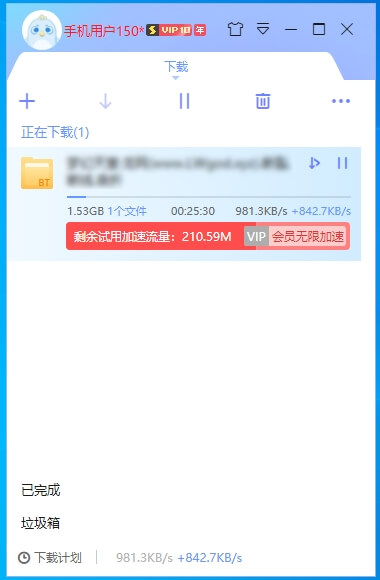 手机用户150* VIP 10 年
下载
正在下载(1)
BT
1.53GB 1个文件 00:25:30 981.3KB/s +842.7KB/s
剩余试用加速流量：210.59M VIP 会员无限加速
已完成
垃圾箱
下载计划 981.3KB/s +842.7KB/s